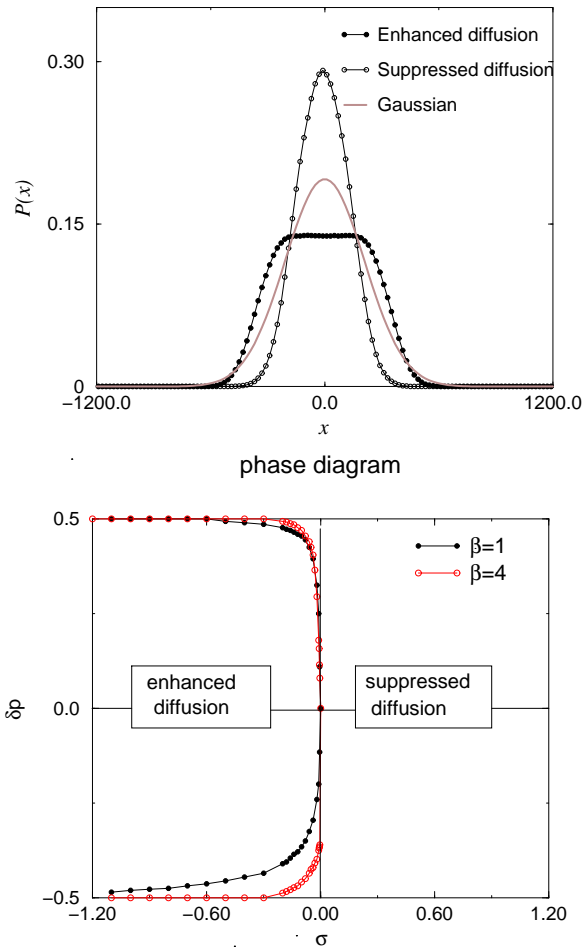 Enhanced diffusion
Suppressed diffusion
Gaussian
0.30
0.15
0
P(x)
−1200.0
0.0
1200.0
x
phase diagram
β=1
β=4
0.5
0.0
-0.5
δp
enhanced
diffusion
suppressed
diffusion
−1.20
−0.60
0.00
0.60
1.20
σ